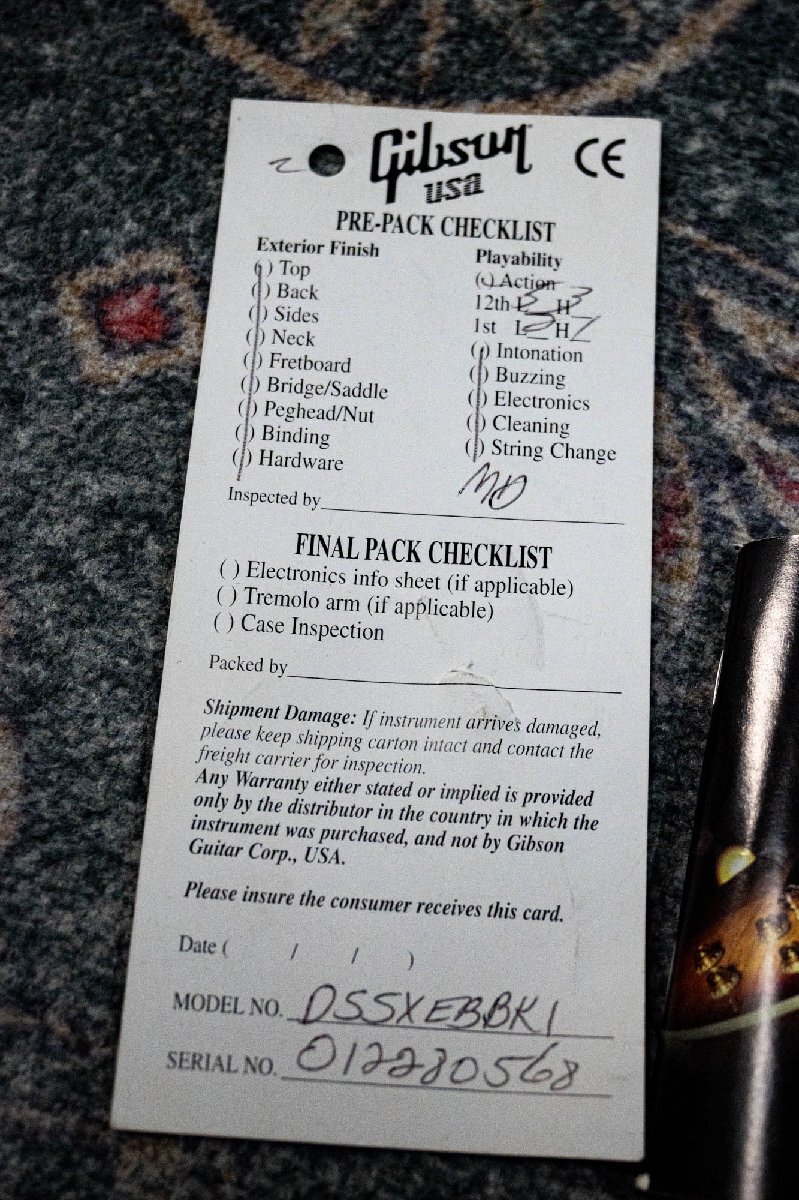 Gibson CE
USA
PRE-PACK CHECKLIST
Exterior Finish
( ) Top
( ) Back
( ) Sides
( ) Neck
( ) Fretboard
( ) Bridge/Saddle
( ) Peghead/Nut
( ) Binding
( ) Hardware
Playability
( ) Action
12th L H 3
1st L H 1
( ) Intonation
( ) Buzzing
( ) Electronics
( ) Cleaning
( ) String Change
Inspected by
FINAL PACK CHECKLIST
( ) Electronics info sheet (if applicable)
( ) Tremolo arm (if applicable)
( ) Case Inspection
Packed by
Shipment Damage: If instrument arrives damaged,
please keep shipping carton intact and contact the
freight carrier for inspection.
Any Warranty either stated or implied is provided
only by the distributor in the country in which the
instrument was purchased, and not by Gibson
Guitar Corp., USA.
Please insure the consumer receives this card.
Date ( / / )
MODEL NO. DSSXEBBK1
SERIAL NO. 012280568